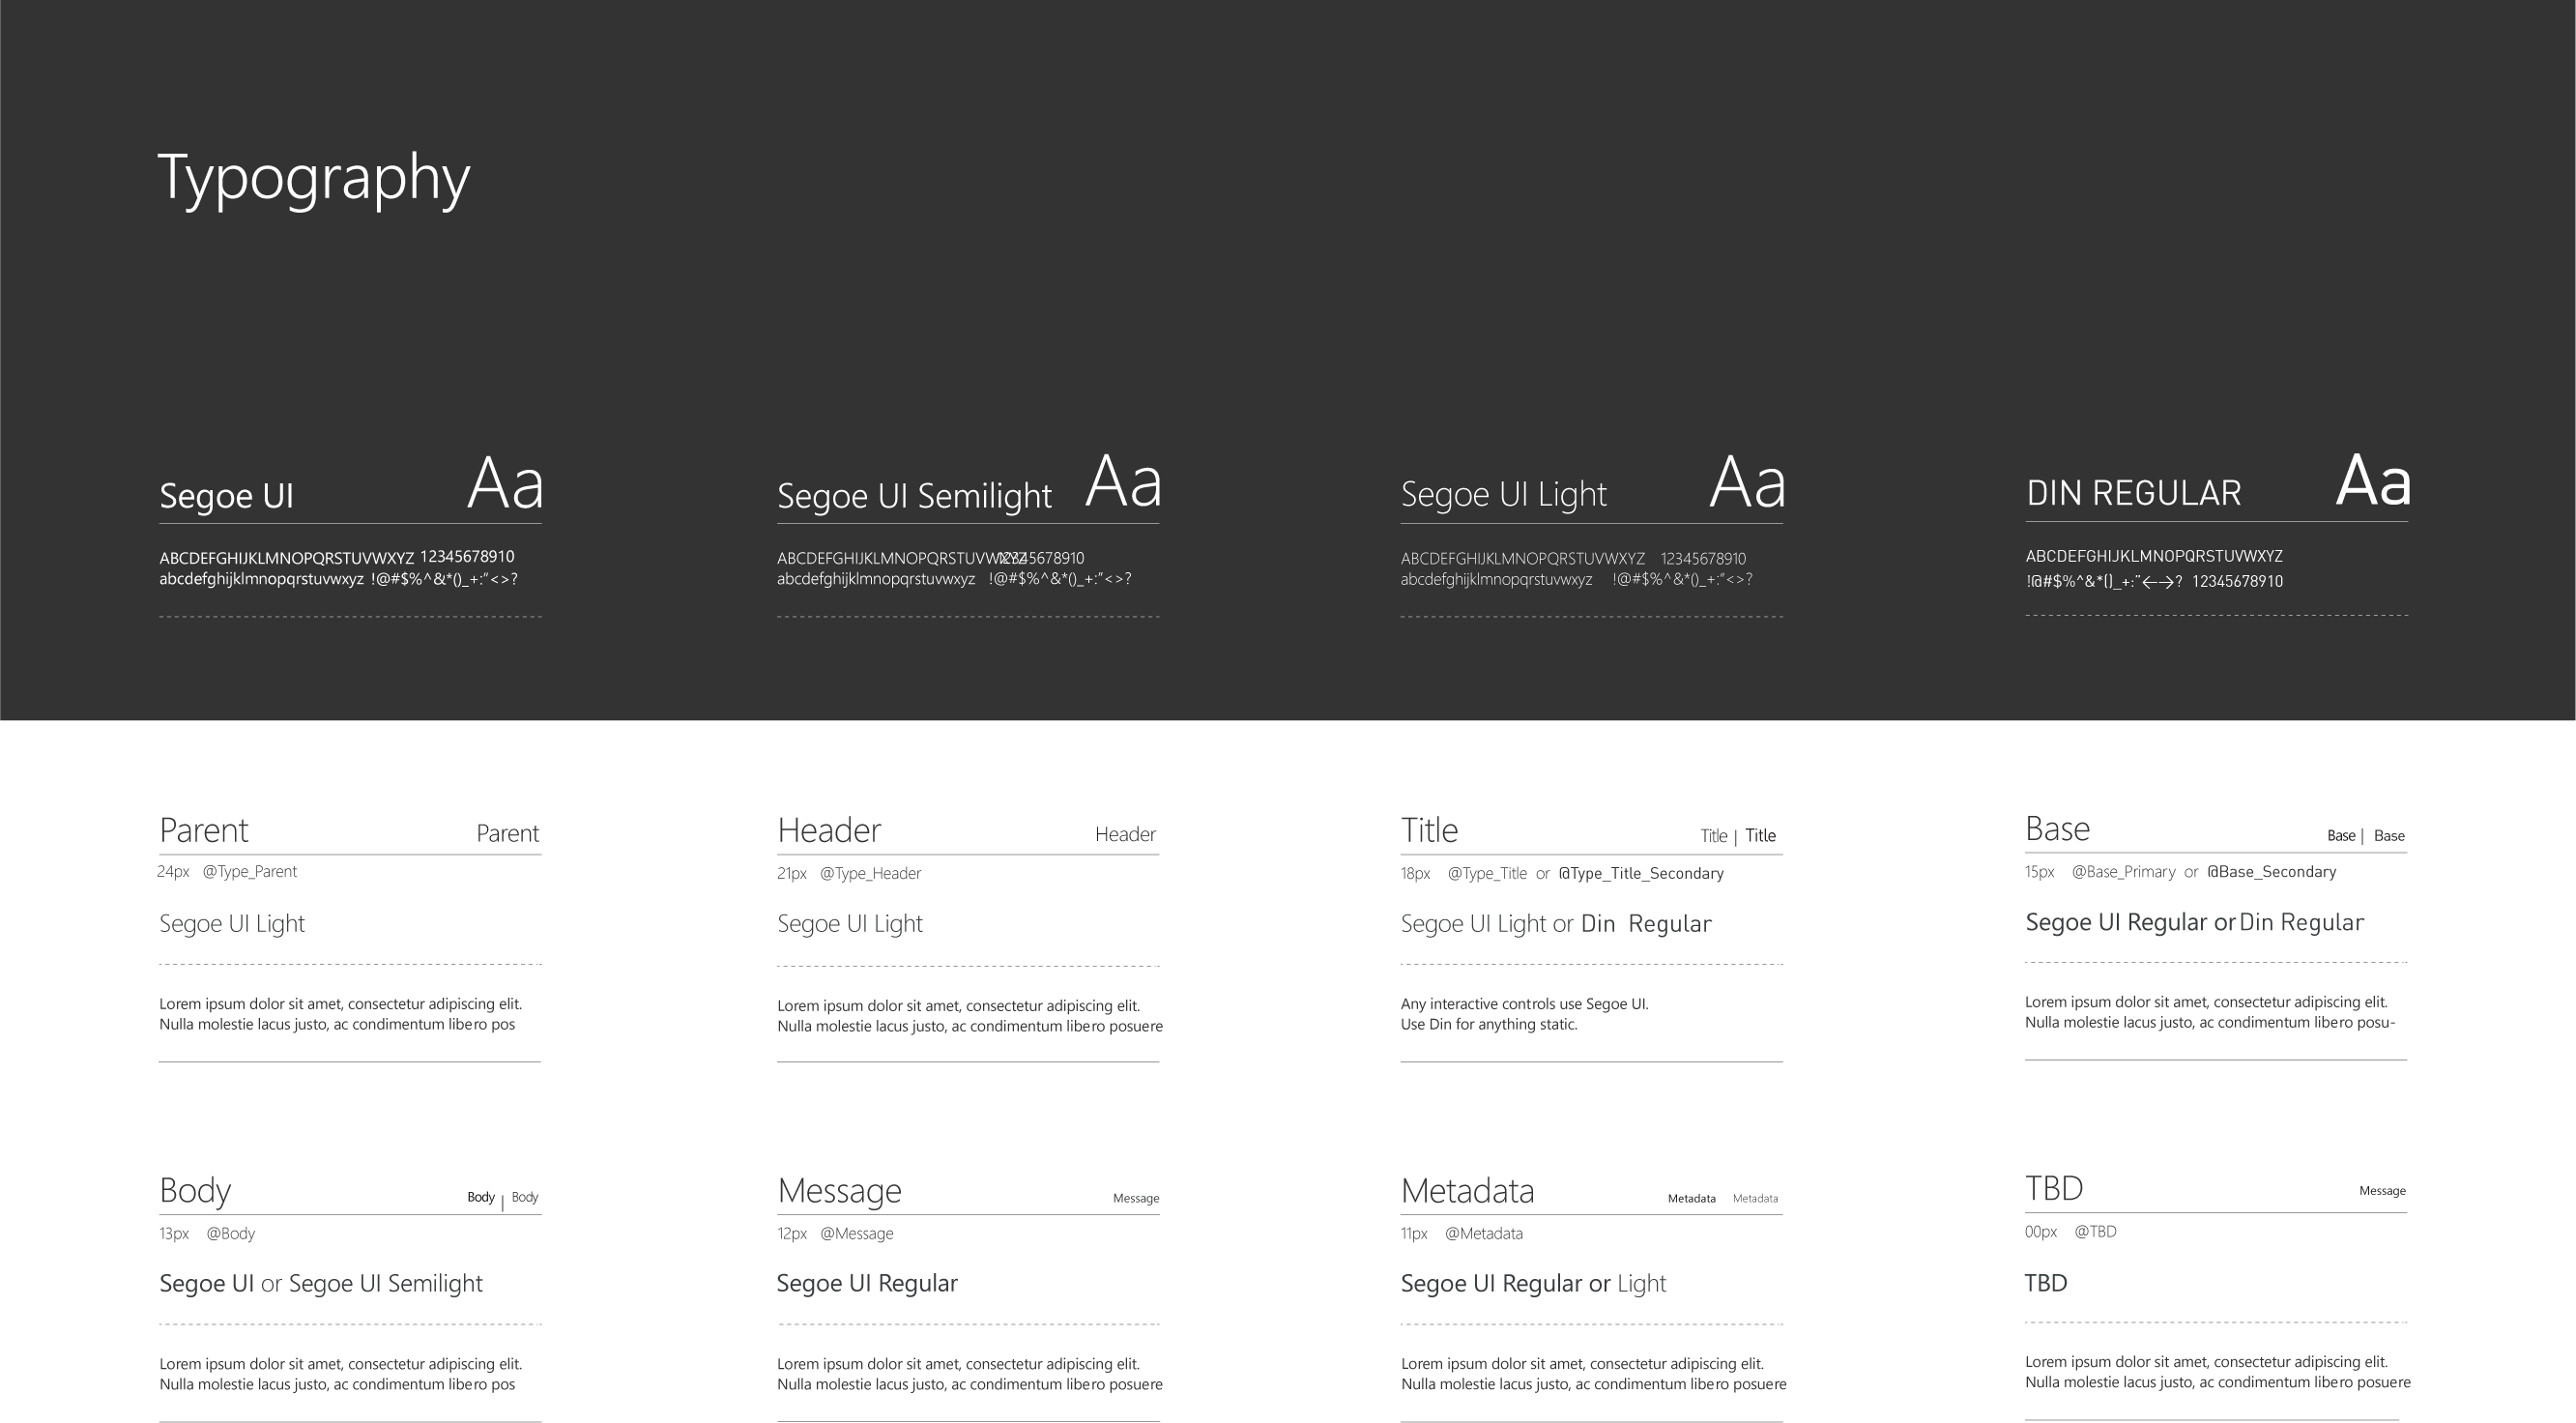 Typography
Segoe UI Aa
ABCDEFGHIJKLMNOPQRSTUVWXYZ 12345678910
abcdefghijklmnopqrstuvwxyz !@#$%^&*()_+:"<>?
Segoe UI Semilight Aa
ABCDEFGHIJKLMNOPQRSTUVWXYZ 12345678910
abcdefghijklmnopqrstuvwxyz !@#$%^&*()_+:"<>?
Segoe UI Light Aa
ABCDEFGHIJKLMNOPQRSTUVWXYZ 12345678910
abcdefghijklmnopqrstuvwxyz !@#$%^&*()_+:"<>?
DIN REGULAR Aa
ABCDEFGHIJKLMNOPQRSTUVWXYZ
!@#$%^&*()_+:"←→? 12345678910
Parent Parent
24px @Type_Parent
Segoe UI Light
Lorem ipsum dolor sit amet, consectetur adipiscing elit.
Nulla molestie lacus justo, ac condimentum libero pos
Header Header
21px @Type_Header
Segoe UI Light
Lorem ipsum dolor sit amet, consectetur adipiscing elit.
Nulla molestie lacus justo, ac condimentum libero posuere
Title Title | Title
18px @Type_Title or @Type_Title_Secondary
Segoe UI Light or Din Regular
Any interactive controls use Segoe UI.
Use Din for anything static.
Base Base | Base
15px @Base_Primary or @Base_Secondary
Segoe UI Regular or Din Regular
Lorem ipsum dolor sit amet, consectetur adipiscing elit.
Nulla molestie lacus justo, ac condimentum libero posu-
Body Body | Body
13px @Body
Segoe UI or Segoe UI Semilight
Lorem ipsum dolor sit amet, consectetur adipiscing elit.
Nulla molestie lacus justo, ac condimentum libero pos
Message Message
12px @Message
Segoe UI Regular
Lorem ipsum dolor sit amet, consectetur adipiscing elit.
Nulla molestie lacus justo, ac condimentum libero posuere
Metadata Metadata Metadata
11px @Metadata
Segoe UI Regular or Light
Lorem ipsum dolor sit amet, consectetur adipiscing elit.
Nulla molestie lacus justo, ac condimentum libero posuere
TBD Message
00px @TBD
TBD
Lorem ipsum dolor sit amet, consectetur adipiscing elit.
Nulla molestie lacus justo, ac condimentum libero posuere